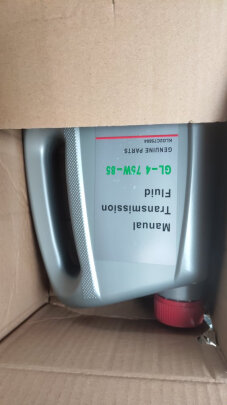 Manual
Transmission
Fluid
GL-4 75W-85
GENUINE PARTS